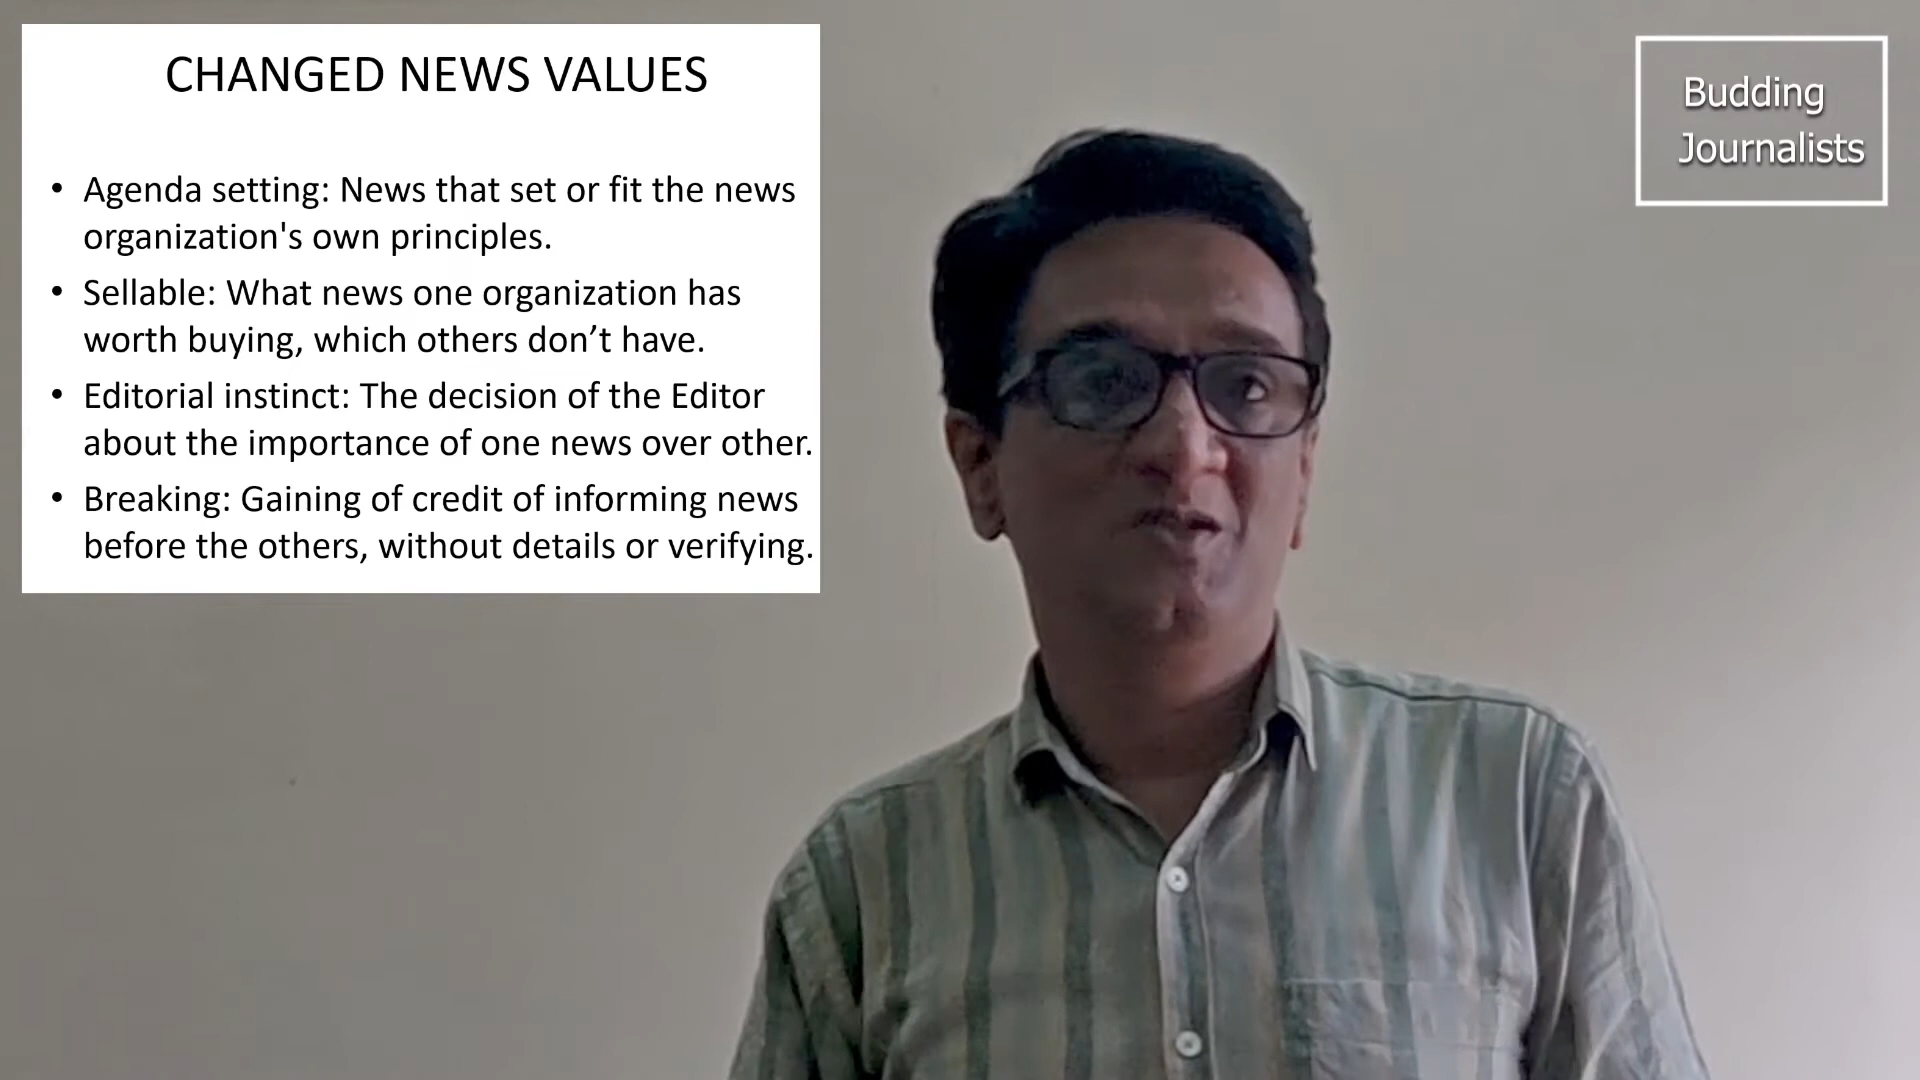 CHANGED NEWS VALUES
• Agenda setting: News that set or fit the news
organization's own principles.
• Sellable: What news one organization has
worth buying, which others don’t have.
• Editorial instinct: The decision of the Editor
about the importance of one news over other.
• Breaking: Gaining of credit of informing news
before the others, without details or verifying.
Budding
Journalists